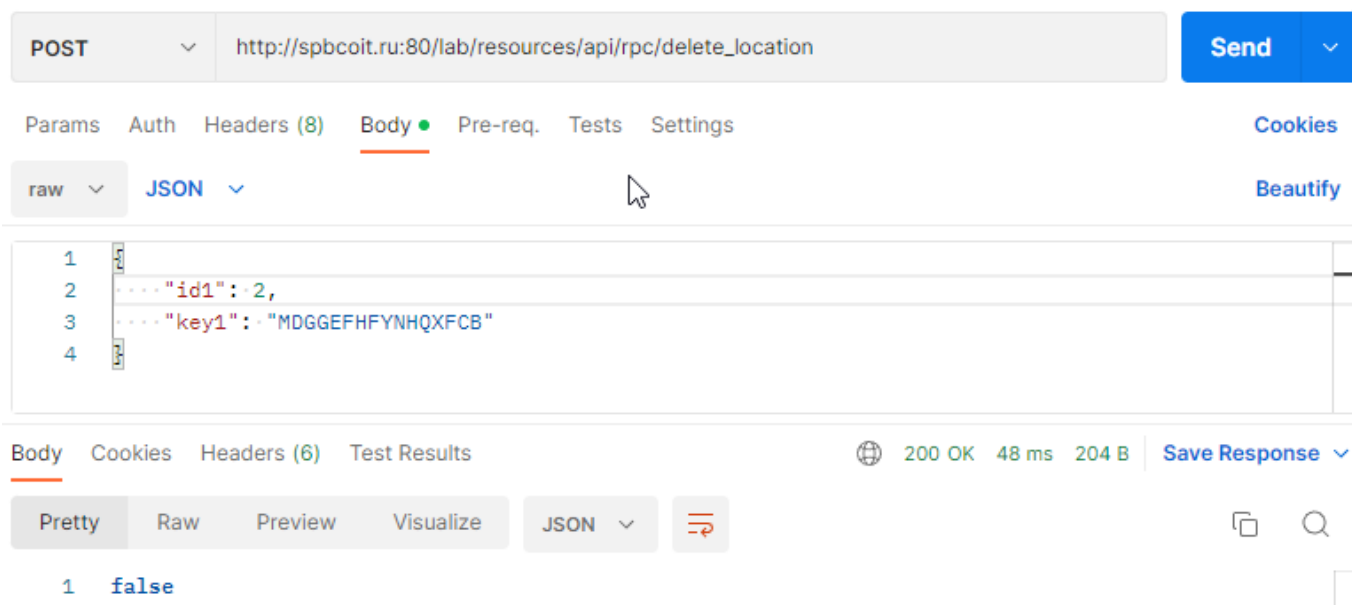 POST http://spbcoit.ru:80/lab/resources/api/rpc/delete_location Send
Params Auth Headers (8) Body Pre-req. Tests Settings Cookies
raw JSON Beautify
1 {
2 "id1": 2,
3 "key1": "MDGGEFHFYNHQXFCB"
4 }
Body Cookies Headers (6) Test Results 200 OK 48 ms 204 B Save Response
Pretty Raw Preview Visualize JSON
1 false